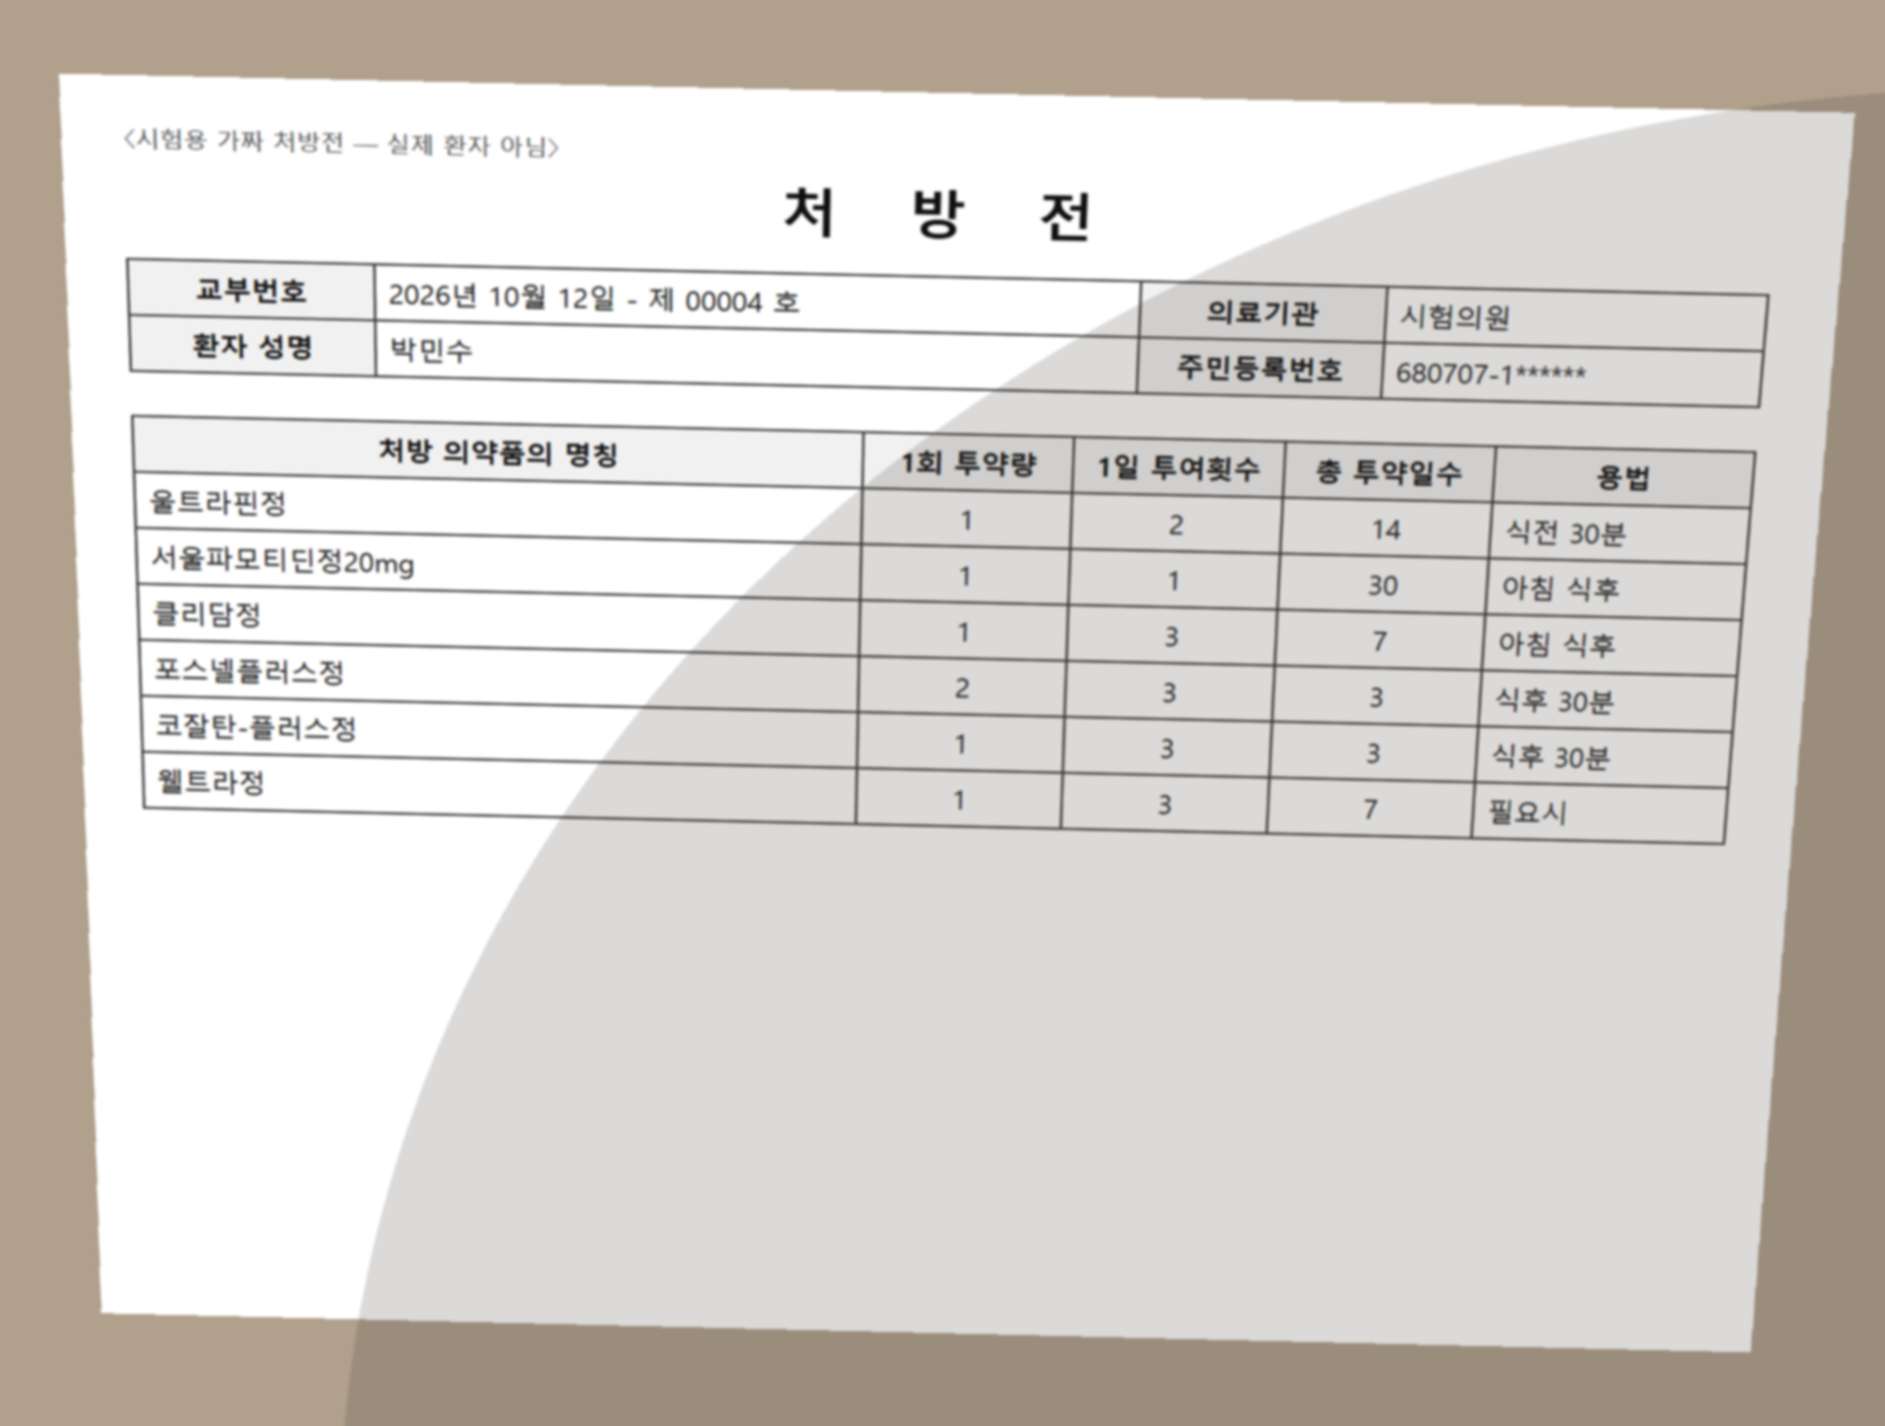 <시험용 가짜 처방전 — 실제 환자 아님>
처 방 전
교부번호 2026년 10월 12일 - 제 00004 호 의료기관 시험의원
환자 성명 박민수 주민등록번호 680707-1******
처방 의약품의 명칭 1회 투약량 1일 투여횟수 총 투약일수 용법
울트라핀정 1 2 14 식전 30분
서울파모티딘정20mg 1 1 30 아침 식후
클리담정 1 3 7 아침 식후
포스넬플러스정 2 3 3 식후 30분
코잘탄-플러스정 1 3 3 식후 30분
웰트라정 1 3 7 필요시